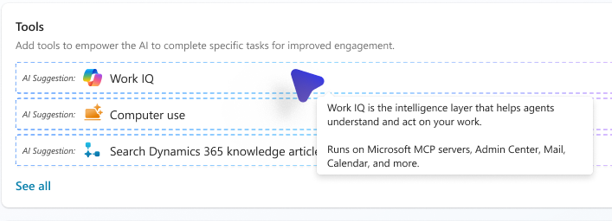 Tools
Add tools to empower the AI to complete specific tasks for improved engagement.
AI Suggestion: Work IQ
AI Suggestion: Computer use
AI Suggestion: Search Dynamics 365 knowledge article
Work IQ is the intelligence layer that helps agents
understand and act on your work.
Runs on Microsoft MCP servers, Admin Center, Mail,
Calendar, and more.
See all